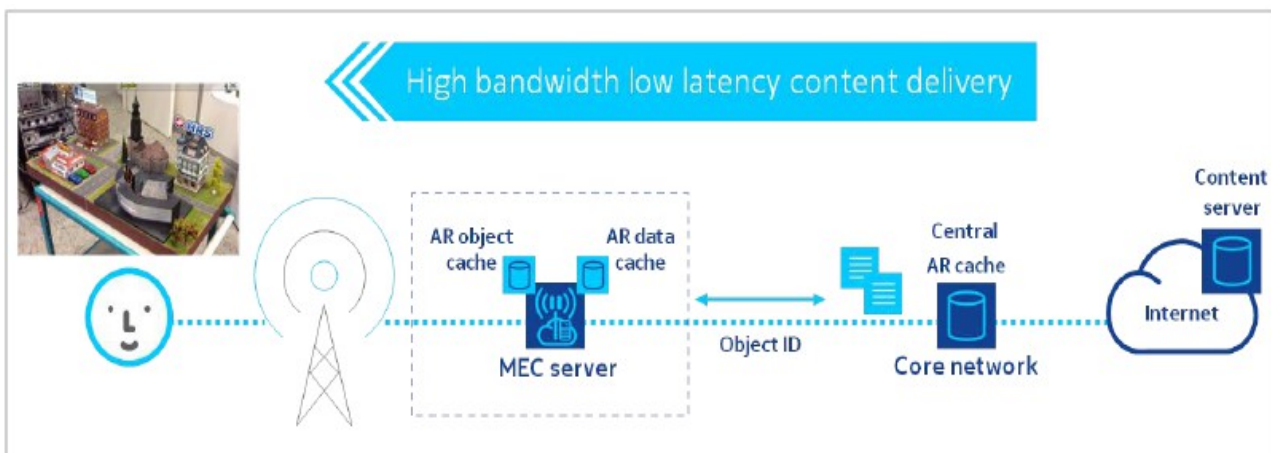 High bandwidth low latency content delivery
Content
server
AR object
cache
AR data
cache
Central
AR cache
Internet
Object ID
MEC server
Core network